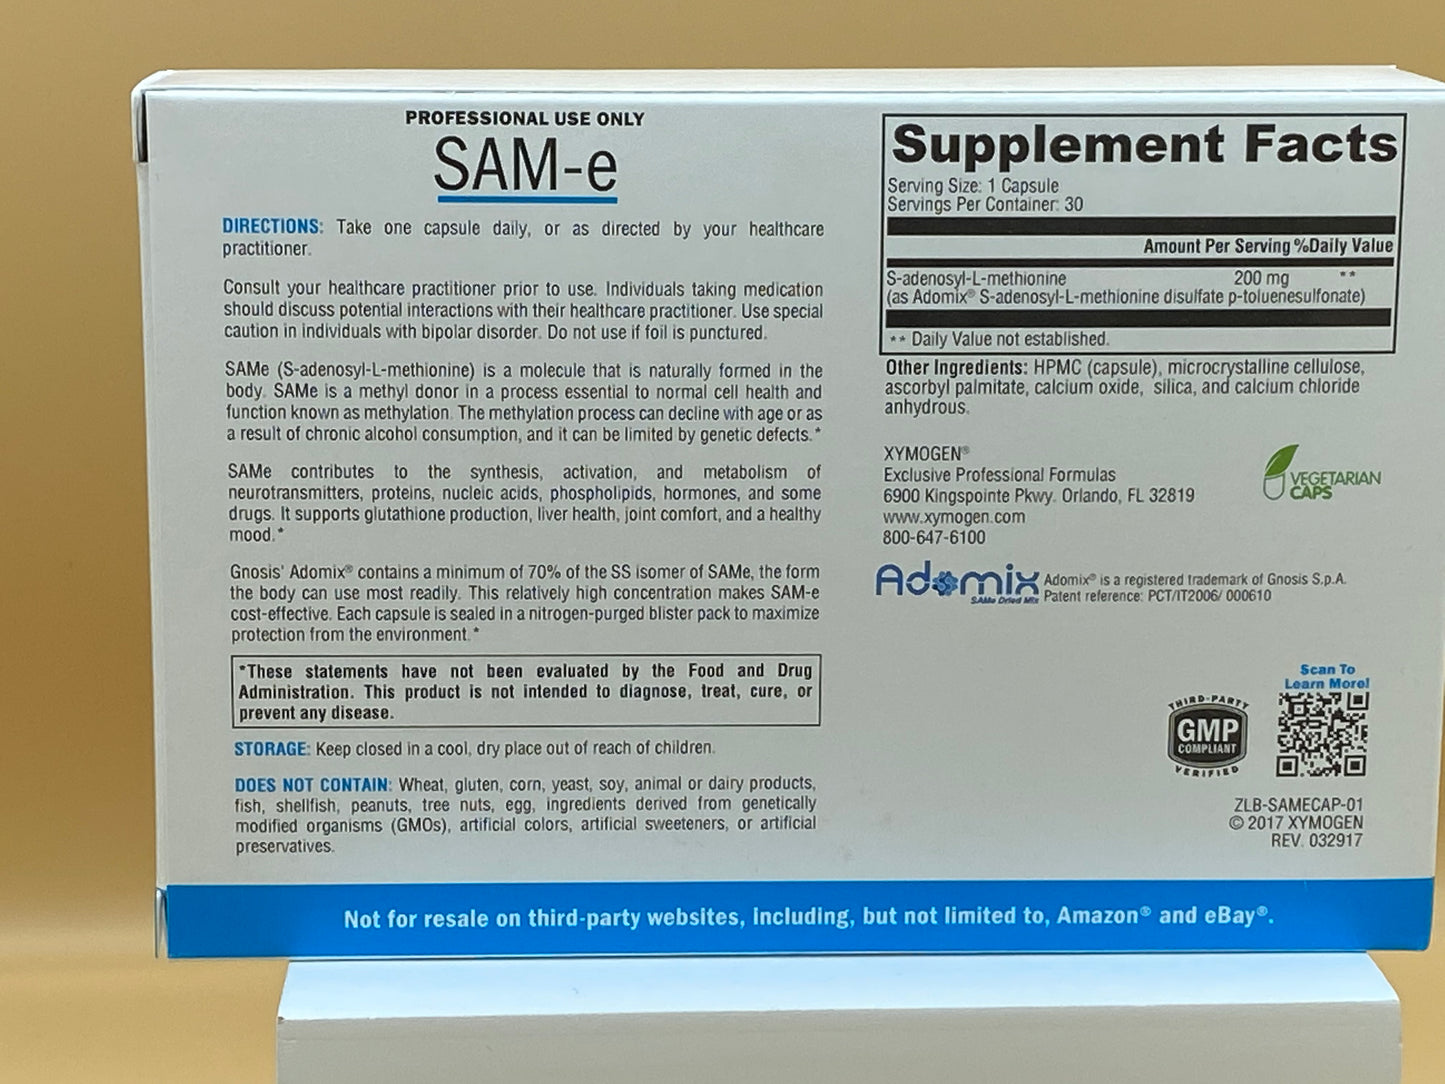 PROFESSIONAL USE ONLY
SAM-e
DIRECTIONS: Take one capsule daily, or as directed by your healthcare
practitioner.
Consult your healthcare practitioner prior to use. Individuals taking medication
should discuss potential interactions with their healthcare practitioner. Use special
caution in individuals with bipolar disorder. Do not use if foil is punctured.
SAMe (S-adenosyl-L-methionine) is a molecule that is naturally formed in the
body. SAMe is a methyl donor in a process essential to normal cell health and
function known as methylation. The methylation process can decline with age or as
a result of chronic alcohol consumption, and it can be limited by genetic defects.*
SAMe contributes to the synthesis, activation, and metabolism of
neurotransmitters, proteins, nucleic acids, phospholipids, hormones, and some
drugs. It supports glutathione production, liver health, joint comfort, and a healthy
mood.*
Gnosis' Adomix® contains a minimum of 70% of the SS isomer of SAMe, the form
the body can use most readily. This relatively high concentration makes SAM-e
cost-effective. Each capsule is sealed in a nitrogen-purged blister pack to maximize
protection from the environment.*
*These statements have not been evaluated by the Food and Drug
Administration. This product is not intended to diagnose, treat, cure, or
prevent any disease.
STORAGE: Keep closed in a cool, dry place out of reach of children.
DOES NOT CONTAIN: Wheat, gluten, corn, yeast, soy, animal or dairy products,
fish, shellfish, peanuts, tree nuts, egg, ingredients derived from genetically
modified organisms (GMOs), artificial colors, artificial sweeteners, or artificial
preservatives.
Supplement Facts
Serving Size: 1 Capsule
Servings Per Container: 30
Amount Per Serving %Daily Value
S-adenosyl-L-methionine 200 mg **
(as Adomix® S-adenosyl-L-methionine disulfate p-toluenesulfonate)
** Daily Value not established.
Other Ingredients: HPMC (capsule), microcrystalline cellulose,
ascorbyl palmitate, calcium oxide, silica, and calcium chloride
anhydrous.
XYMOGEN®
Exclusive Professional Formulas
6900 Kingspointe Pkwy. Orlando, FL 32819
www.xymogen.com
800-647-6100
VEGETARIAN
CAPS
Adomix
SAMe Dried Mix
Adomix® is a registered trademark of Gnosis S.p.A.
Patent reference: PCT/IT2006/ 000610
THIRD-PARTY
GMP
COMPLIANT
VERIFIED
Scan To
Learn More!
ZLB-SAMECAP-01
© 2017 XYMOGEN
REV. 032917
Not for resale on third-party websites, including, but not limited to, Amazon® and eBay®.